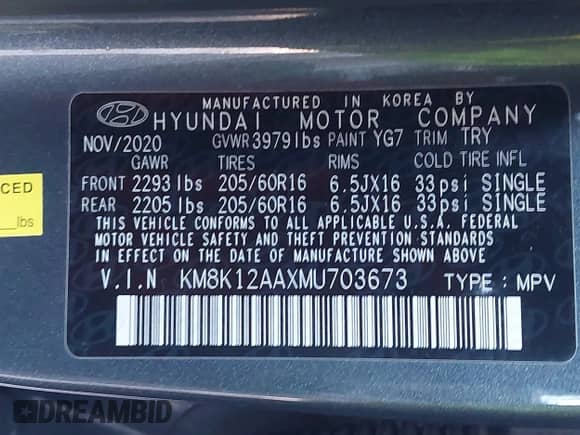 MANUFACTURED IN KOREA BY
HYUNDAI MOTOR COMPANY
NOV/2020 GVWR 3979lbs PAINT YG7 TRIM TRY
GAWR TIRES RIMS COLD TIRE INFL
FRONT 2293 lbs 205/60R16 6.5JX16 33psi SINGLE
REAR 2205 lbs 205/60R16 6.5JX16 33psi SINGLE
THIS VEHICLE CONFORMS TO ALL APPLICABLE U.S.A. FEDERAL
MOTOR VEHICLE SAFETY AND THEFT PREVENTION STANDARDS
IN EFFECT ON THE DATE OF MANUFACTURE SHOWN ABOVE.
V.I.N KM8K12AAXMU703673 TYPE: MPV
CED
lbs
DREAMBID